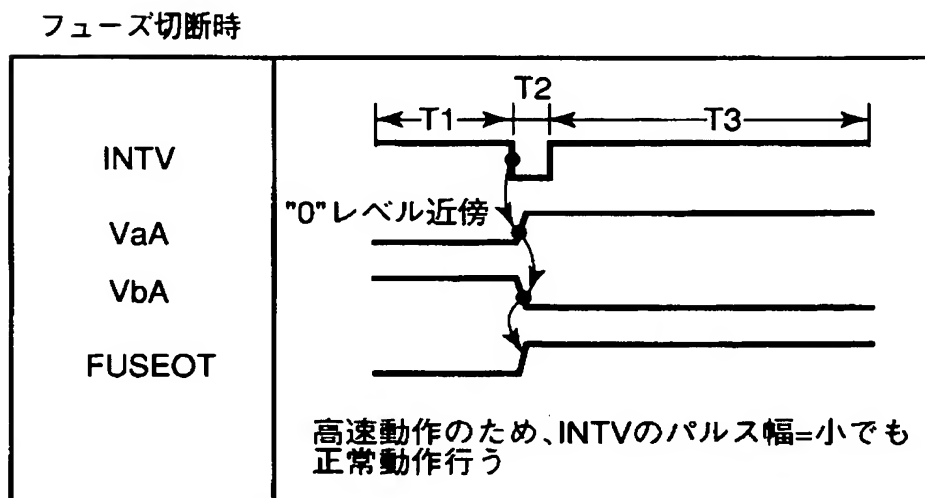 フューズ切断時
T2
T1
T3
INTV
"0"レベル近傍
VaA
VbA
FUSEOT
高速動作のため、INTVのパルス幅=小でも
正常動作行う